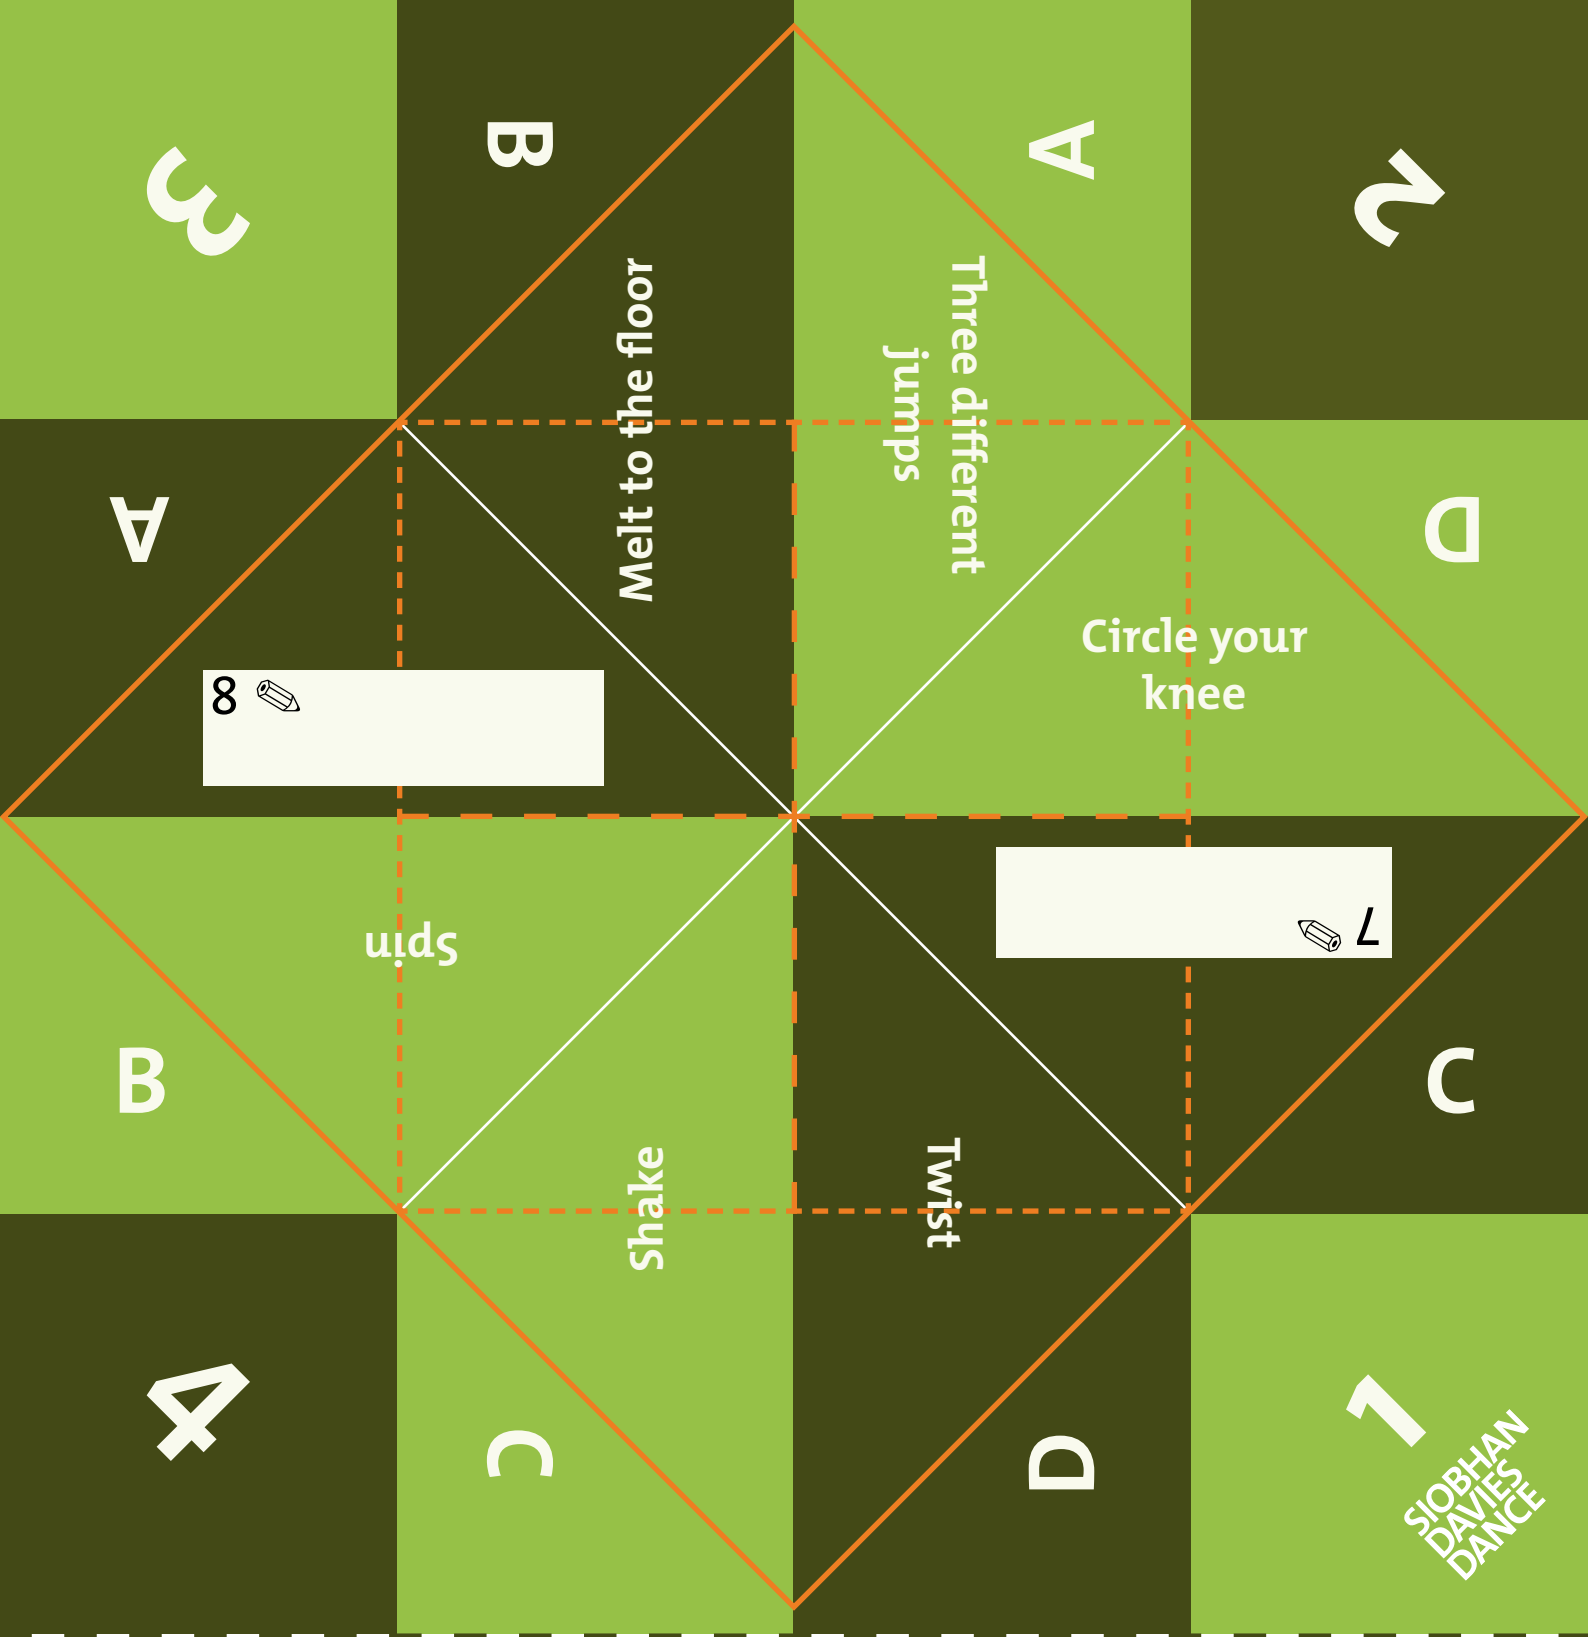 3
B
A
2
Melt to the floor
Three different
jumps
A
D
Circle your
knee
8
7
Spin
B
C
Shake
Twist
4
C
D
1
SIOBHAN
DAVIES
DANCE